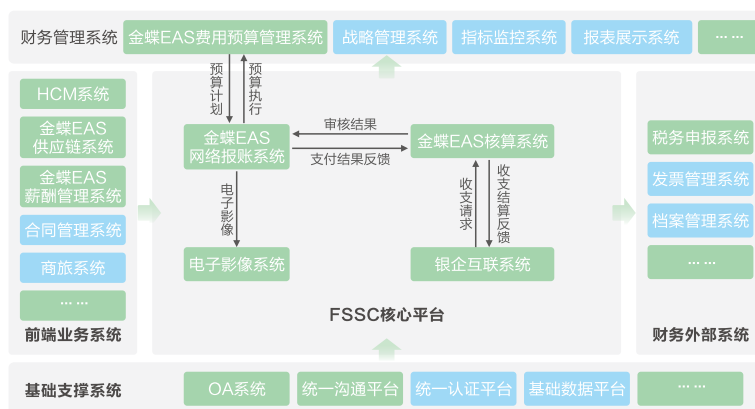 财务管理系统
金蝶EAS费用预算管理系统
战略管理系统
指标监控系统
报表展示系统
… …
HCM系统
金蝶EAS
供应链系统
金蝶EAS
薪酬管理系统
合同管理系统
商旅系统
… …
前端业务系统
预算计划
预算执行
金蝶EAS
网络报账系统
审核结果
支付结果反馈
金蝶EAS核算系统
电子影像
收支请求
收支结算反馈
电子影像系统
银企互联系统
FSSC核心平台
税务申报系统
发票管理系统
档案管理系统
… …
财务外部系统
基础支撑系统
OA系统
统一沟通平台
统一认证平台
基础数据平台
… …